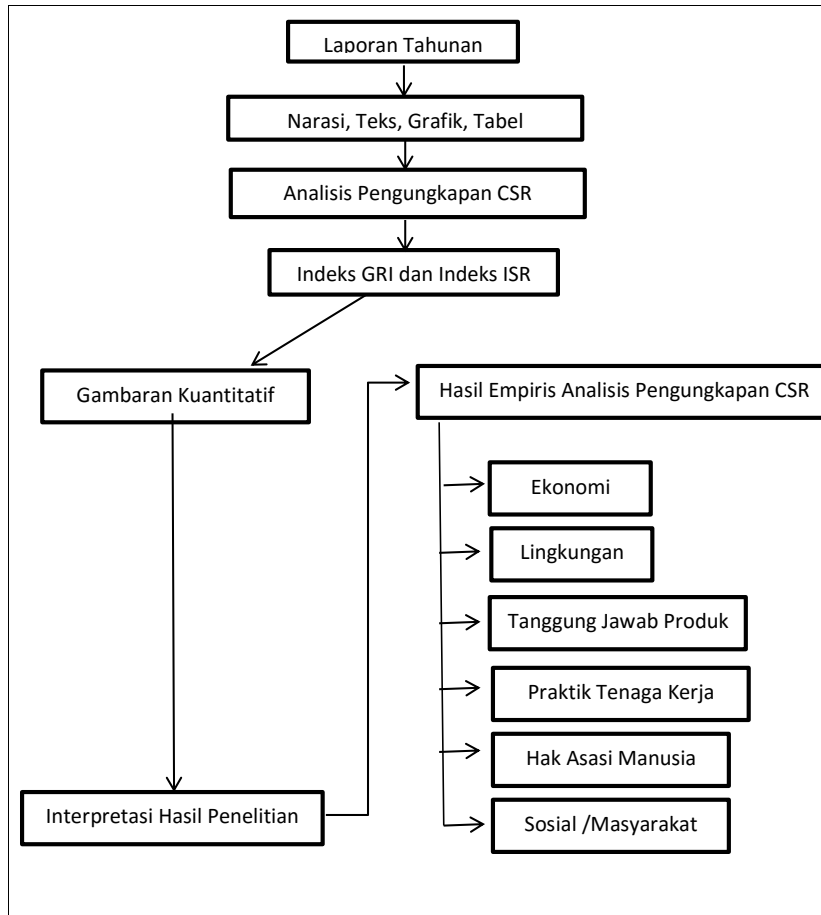 Laporan Tahunan
Narasi, Teks, Grafik, Tabel
Analisis Pengungkapan CSR
Indeks GRI dan Indeks ISR
Gambaran Kuantitatif
Interpretasi Hasil Penelitian
Hasil Empiris Analisis Pengungkapan CSR
Ekonomi
Lingkungan
Tanggung Jawab Produk
Praktik Tenaga Kerja
Hak Asasi Manusia
Sosial /Masyarakat